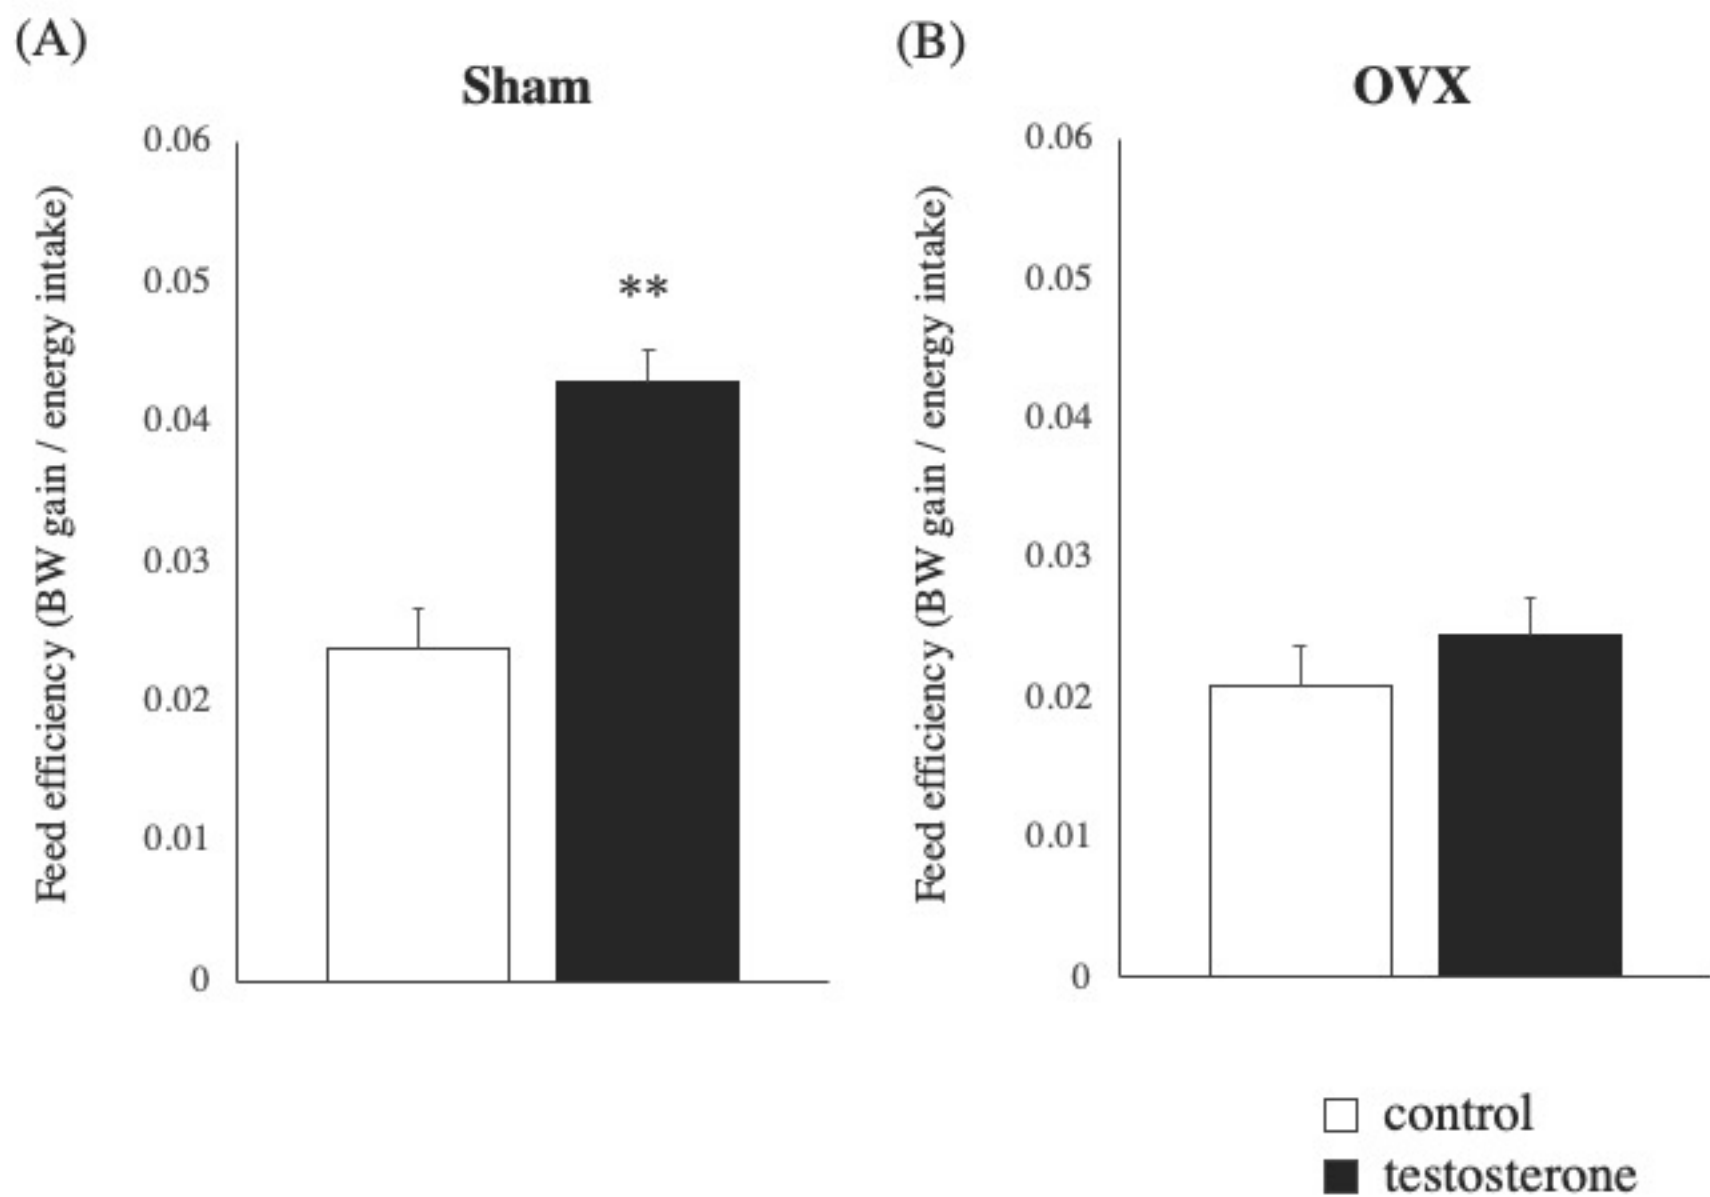 (A)
Sham
Feed efficiency (BW gain / energy intake)
0.06
0.05
0.04
0.03
0.02
0.01
0
**
(B)
OVX
Feed efficiency (BW gain / energy intake)
0.06
0.05
0.04
0.03
0.02
0.01
0
control
testosterone